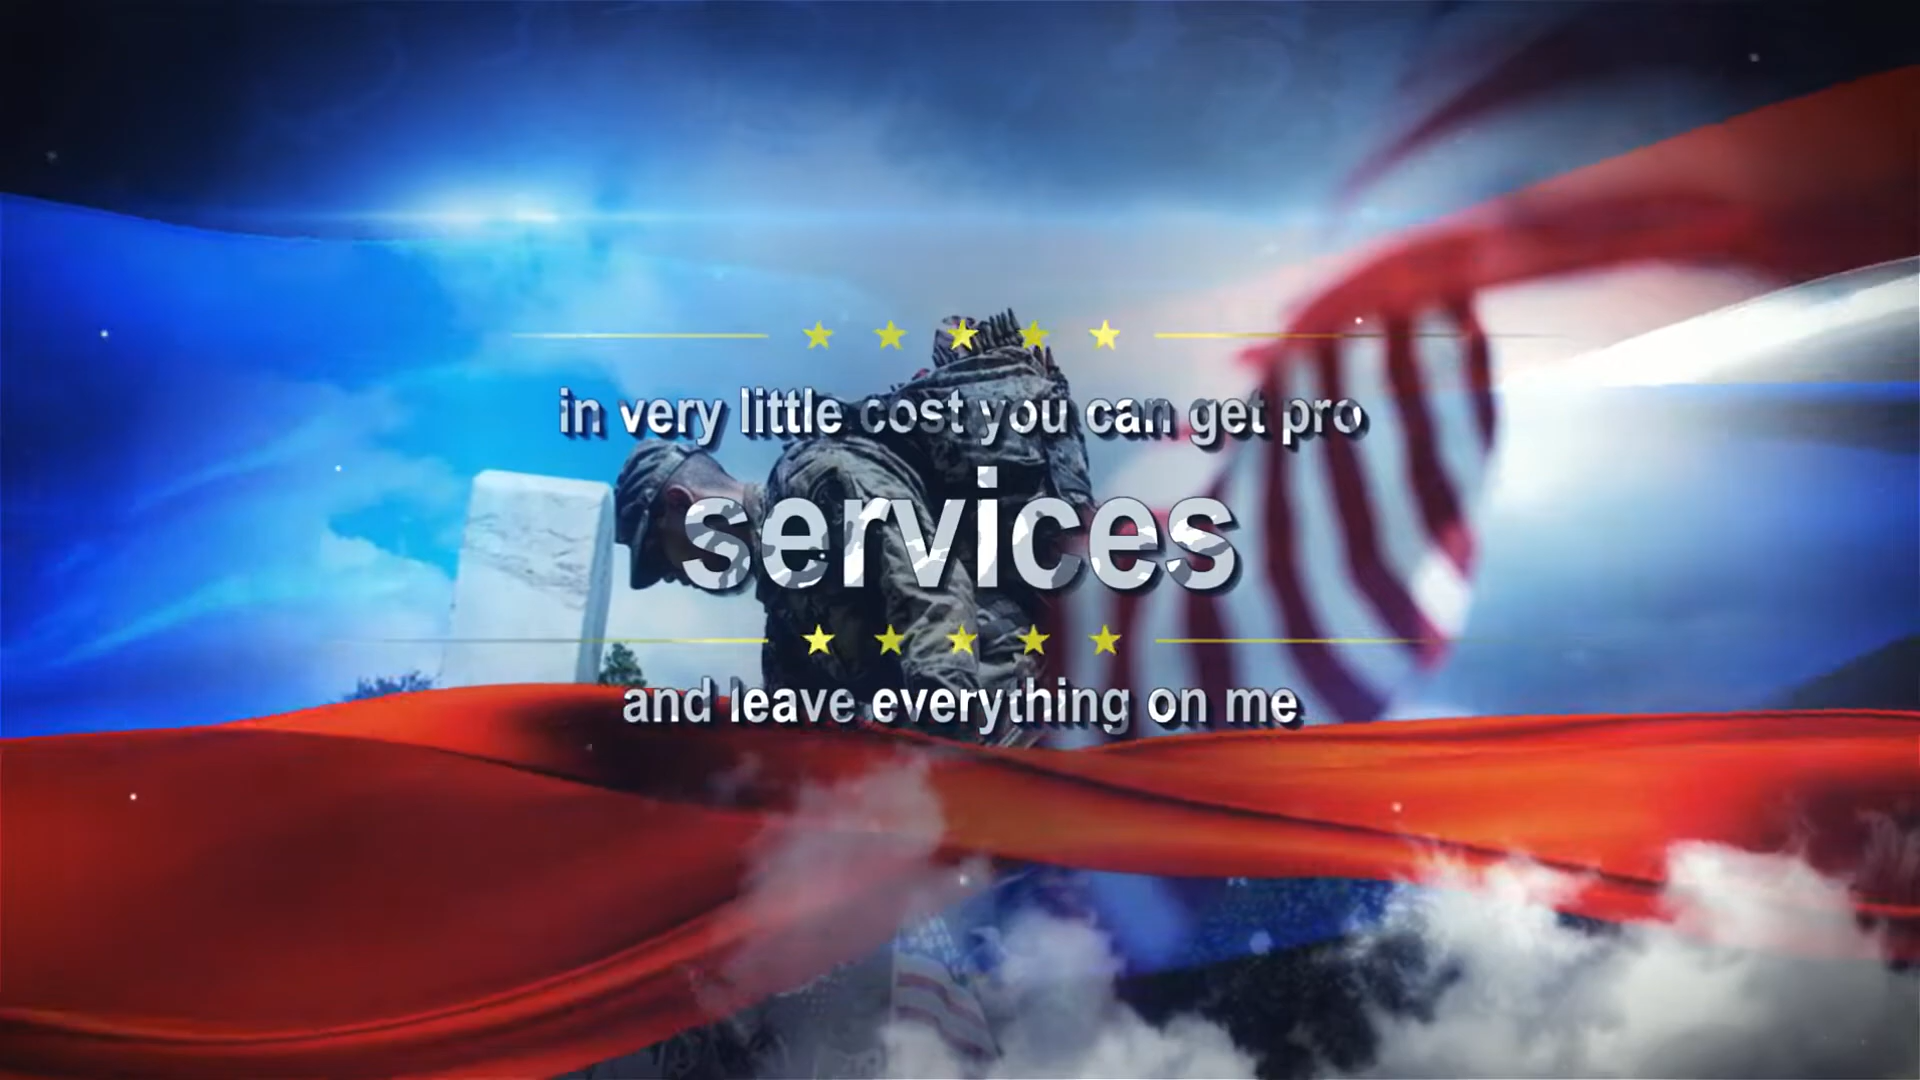 in very little cost you can get pro
services
and leave everything on me